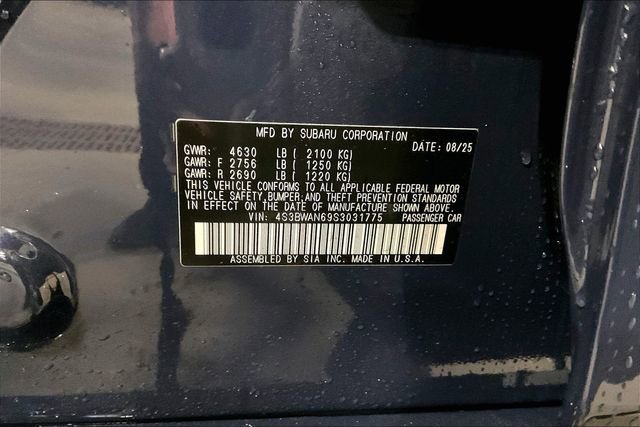 MFD BY SUBARU CORPORATION
DATE: 08/25
GVWR: 4630 LB ( 2100 KG)
GAWR: F 2756 LB ( 1250 KG)
GAWR: R 2690 LB ( 1220 KG)
THIS VEHICLE CONFORMS TO ALL APPLICABLE FEDERAL MOTOR
VEHICLE SAFETY, BUMPER, AND THEFT PREVENTION STANDARDS
IN EFFECT ON THE DATE OF MANUFACTURE SHOWN ABOVE.
VIN: 4S3BWAN69S3031775 PASSENGER CAR
ASSEMBLED BY SIA INC. MADE IN U.S.A.